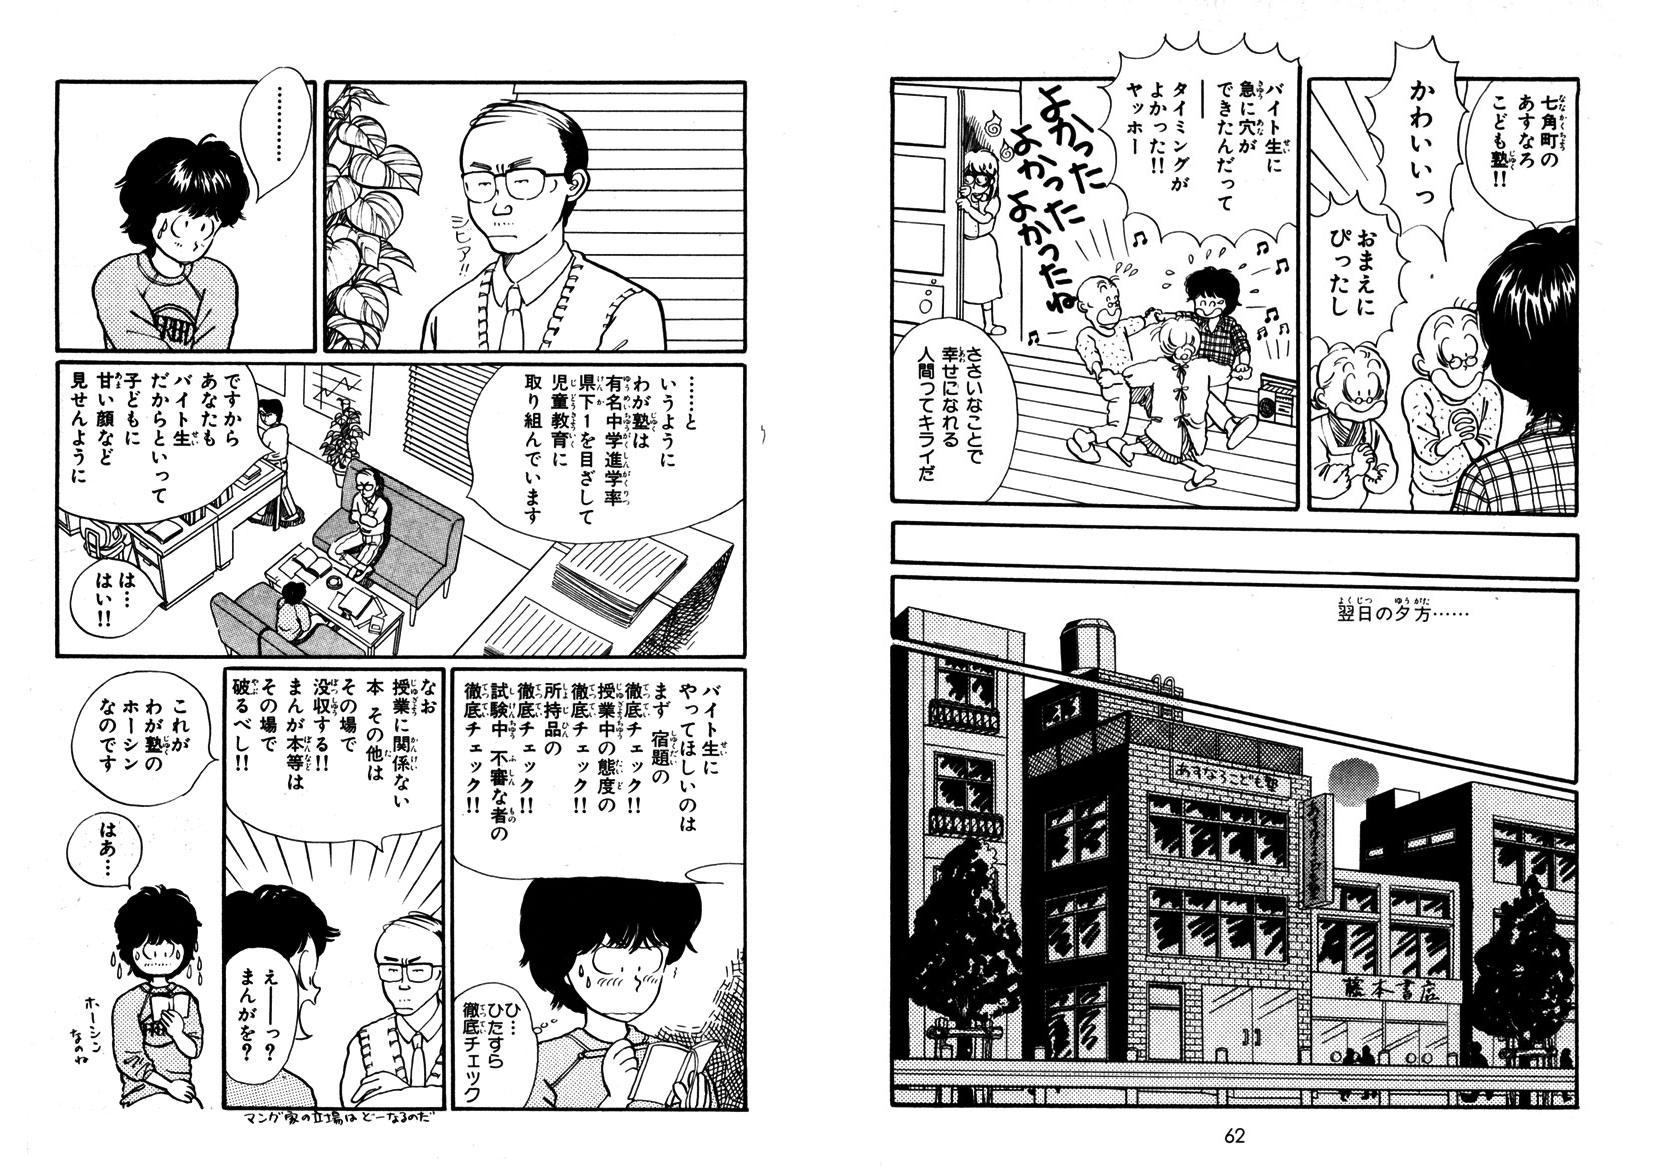 七角町の
あすなろ
こども塾!!
かわいいっ
おまえに
ぴったし
バイト生に
急に穴が
できたんだって
――
タイミングが
よかった!!
ヤッホー
よかった
よかった
よかったね
ささいなことで
幸せになれる
人間ってキライだ
翌日の夕方……
あすなろこども塾
あすなろこども塾
藤本書店
62
シビア!!
…………
……と
いうように
わが塾は
有名中学進学率
県下1を目ざして
児童教育に
取り組んでいます
ですから
あなたも
バイト生
だからといって
子どもに
甘い顔など
見せんように
は…
はい!!
バイト生に
やってほしいのは
まず 宿題の
徹底チェック!!
授業中の態度の
徹底チェック!!
所持品の
徹底チェック!!
試験中 不審な者の
徹底チェック!!
ひ…
ひたすら
徹底チェック
なお
授業に関係ない
本 その他は
その場で
没収する!!
まんが本等は
その場で
破るべし!!
えーーっ?
まんがを?
マンガ家の立場はどーなるのだ
これが
わが塾の
ホーシン
なのです
はあ…
ホーシン
なのね